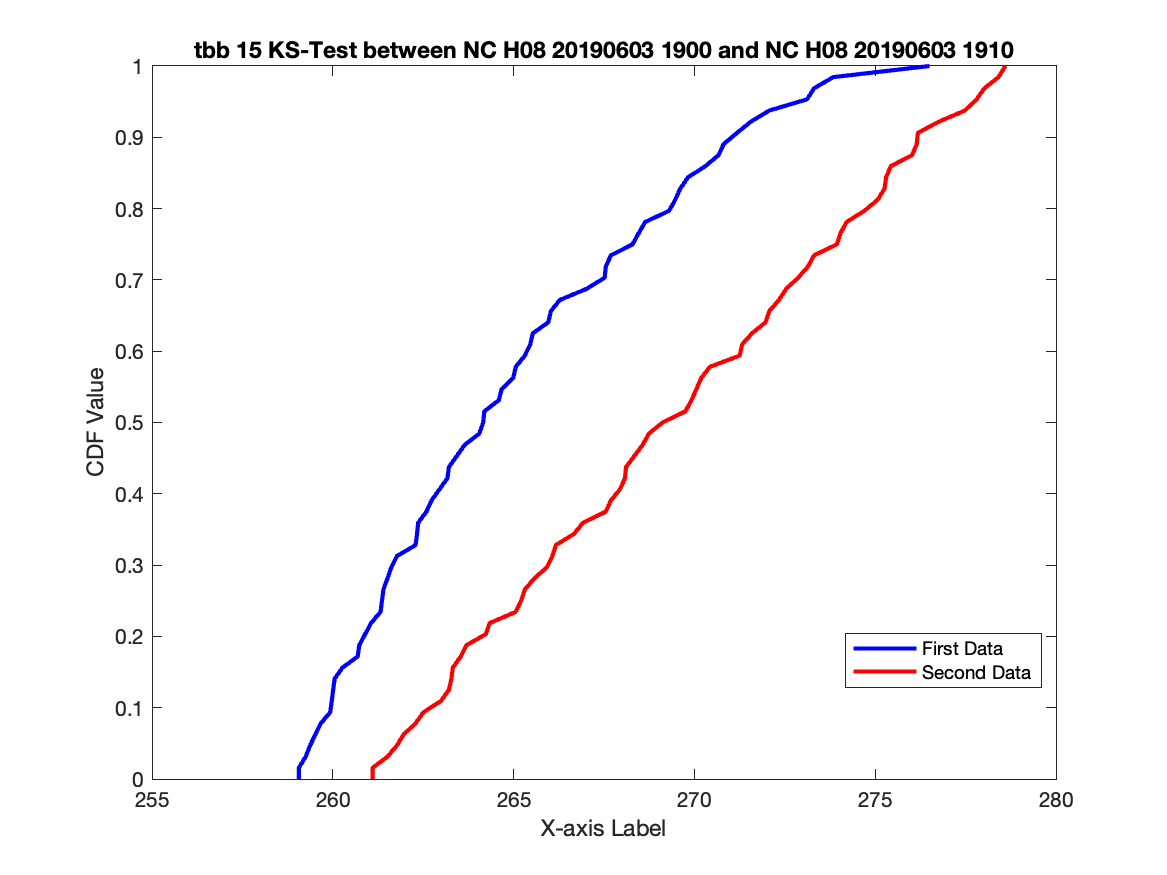 tbb 15 KS-Test between NC H08 20190603 1900 and NC H08 20190603 1910
1
0.9
0.8
0.7
0.6
0.5
0.4
0.3
0.2
0.1
0
CDF Value
First Data
Second Data
255 260 265 270 275 280
X-axis Label